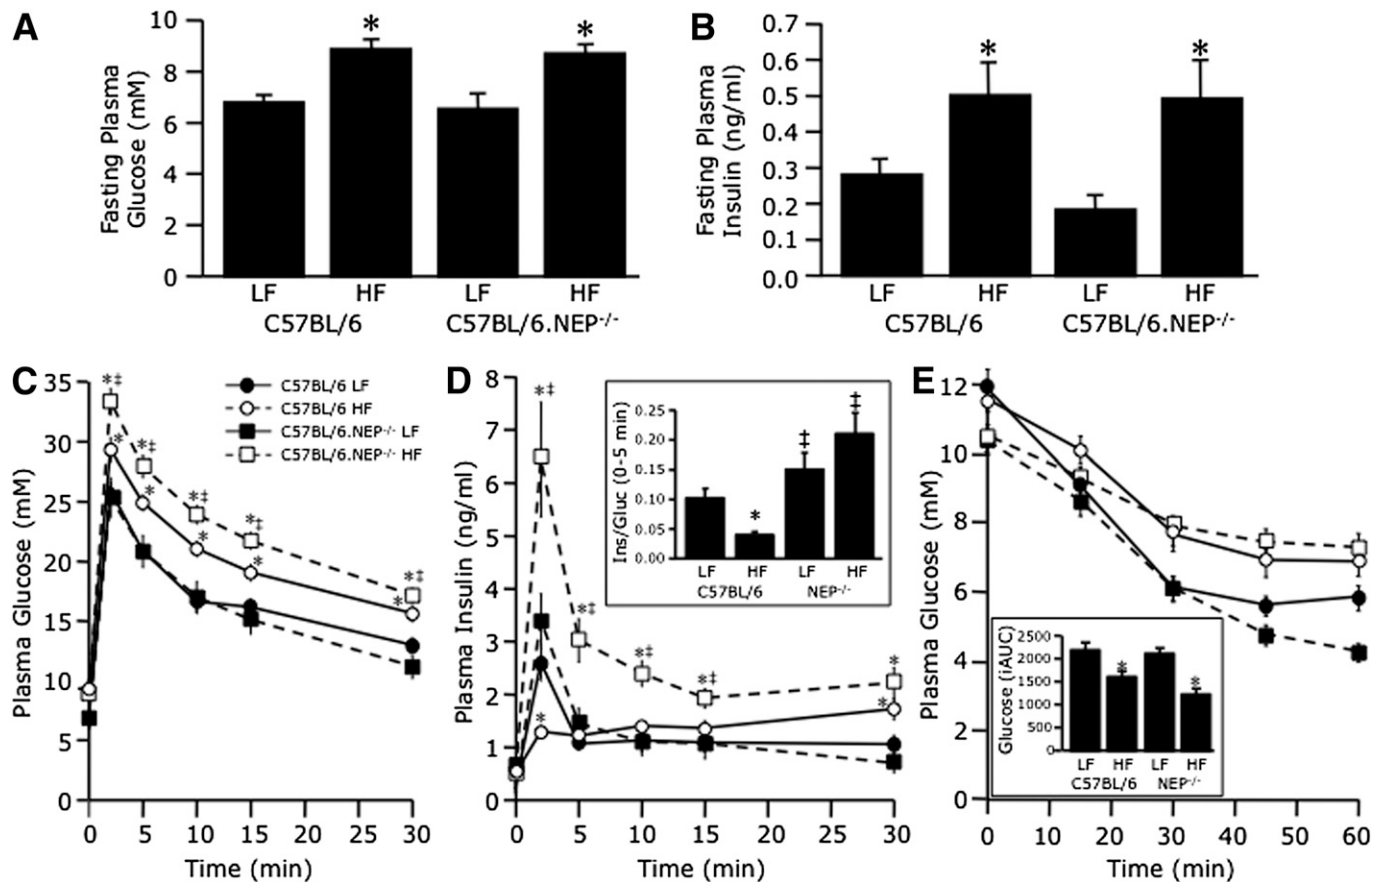 A
Fasting Plasma
Glucose (mM)
10
8
6
4
2
0
*
*
LF HF LF HF
C57BL/6 C57BL/6.NEP-/-
B
Fasting Plasma
Insulin (ng/ml)
0.7
0.6
0.5
0.4
0.3
0.2
0.1
0.0
*
*
LF HF LF HF
C57BL/6 C57BL/6.NEP-/-
C
Plasma Glucose (mM)
35
30
25
20
15
10
5
0
C57BL/6 LF
C57BL/6 HF
C57BL/6.NEP-/- LF
C57BL/6.NEP-/- HF
*‡
*
*‡
*
*‡
*
*‡
*
*‡
*
0 5 10 15 20 25 30
Time (min)
D
Plasma Insulin (ng/ml)
8
7
6
5
4
3
2
1
0
*‡
*
*‡
*‡
*‡
*
*
0 5 10 15 20 25 30
Time (min)
Ins/Gluc (0-5 min)
0.25
0.20
0.15
0.10
0.05
0.00
*
‡
‡
LF HF LF HF
C57BL/6 NEP-/-
E
Plasma Glucose (mM)
12
10
8
6
4
2
0
0 10 20 30 40 50 60
Time (min)
Glucose (iAUC)
2500
2000
1500
1000
500
0
*
*
LF HF LF HF
C57BL/6 NEP-/-